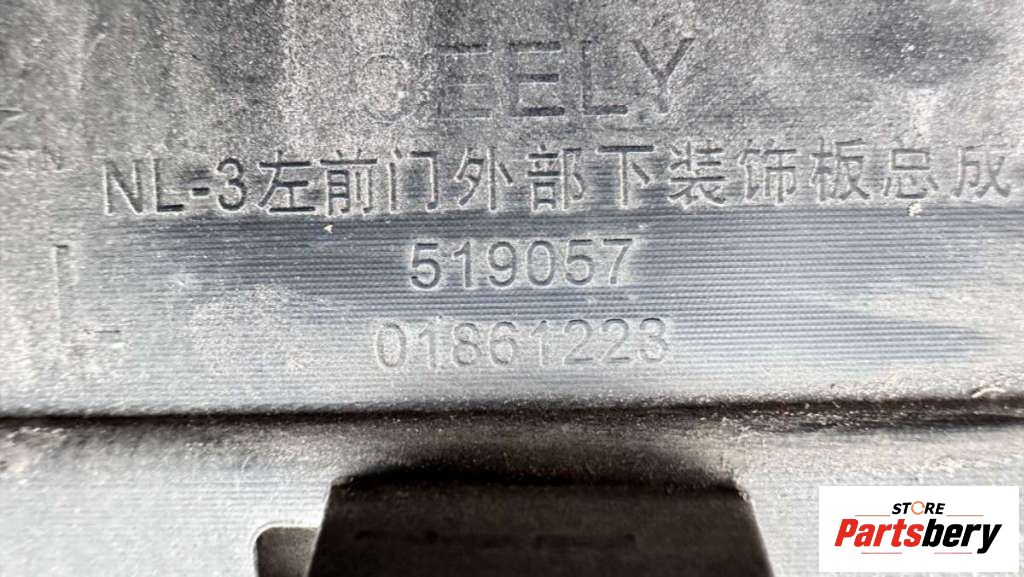 GEELY
NL-3左前门外部下装饰板总成
519057
01861223
STORE
Partsbery